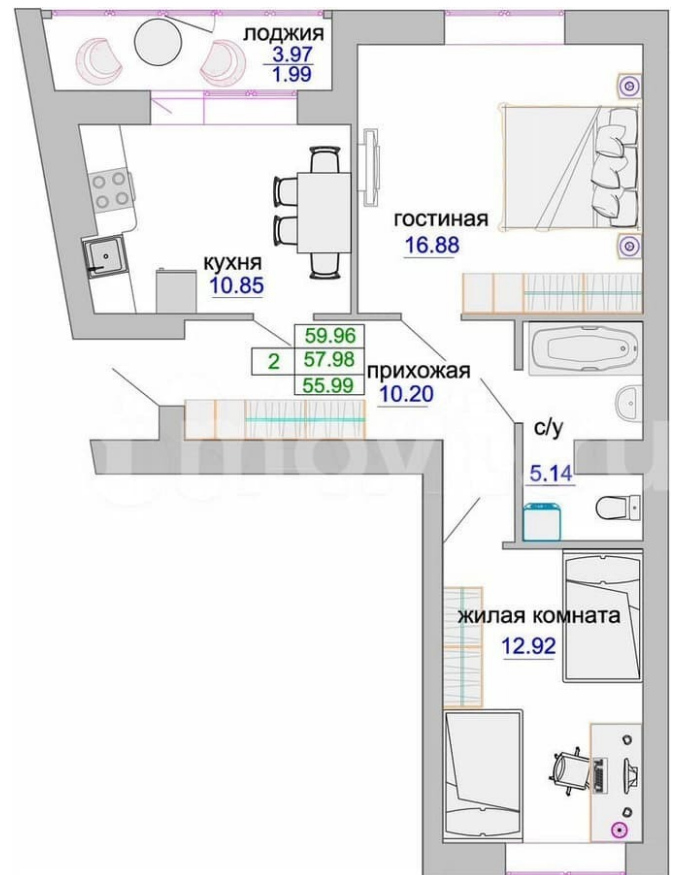 лоджия
3.97
1.99
гостиная
16.88
кухня
10.85
59.96
2 57.98
55.99
прихожая
10.20
с/у
5.14
жилая комната
12.92